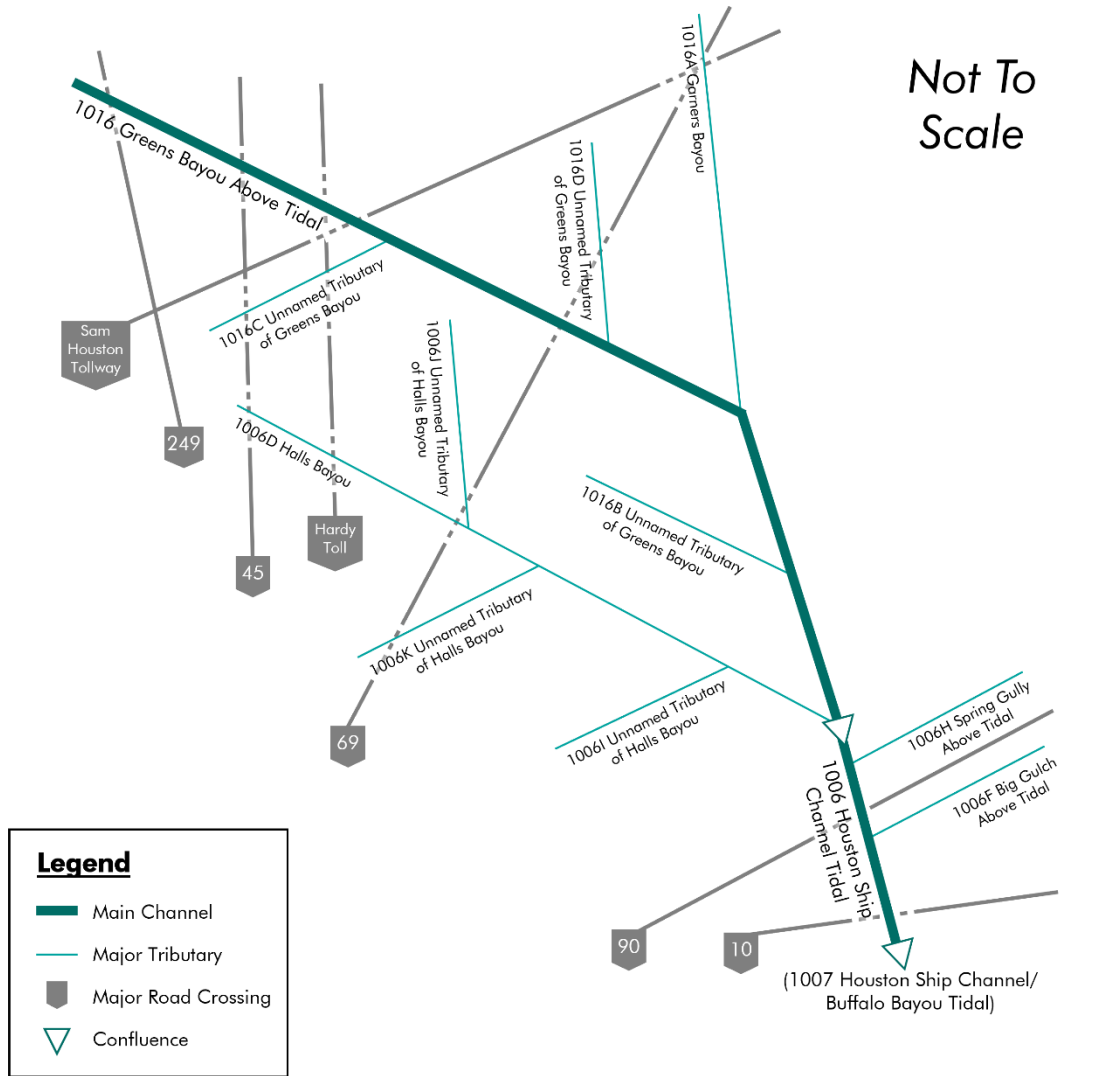 Not To
Scale
1016 Greens Bayou Above Tidal
1016A Garners Bayou
1016D Unnamed Tributary
of Greens Bayou
1016C Unnamed Tributary
of Greens Bayou
Sam
Houston
Tollway
249
45
Hardy
Toll
1006J Unnamed Tributary
of Halls Bayou
1006D Halls Bayou
1016B Unnamed Tributary
of Greens Bayou
1006K Unnamed Tributary
of Halls Bayou
69
1006I Unnamed Tributary
of Halls Bayou
1006H Spring Gully
Above Tidal
1006F Big Gulch
Above Tidal
1006 Houston Ship
Channel Tidal
90
10
(1007 Houston Ship Channel/
Buffalo Bayou Tidal)
Legend
Main Channel
Major Tributary
Major Road Crossing
Confluence